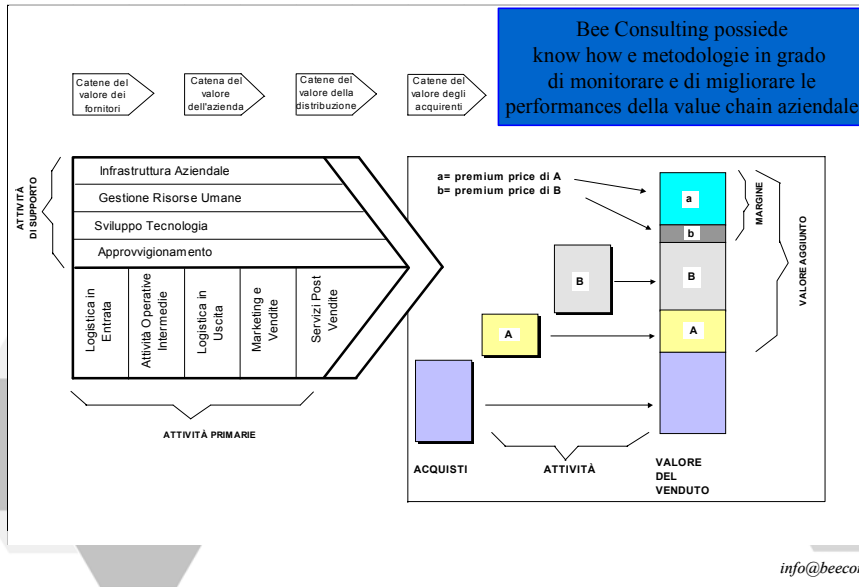 Bee Consulting possiede
know how e metodologie in grado
di monitorare e di migliorare le
performances della value chain aziendale
Catene del
valore dei
fornitori
Catena del
valore
dell'azienda
Catene del
valore della
distribuzione
Catene del
valore degli
acquirenti
ATTIVITÀ
DI SUPPORTO
Infrastruttura Aziendale
Gestione Risorse Umane
Sviluppo Tecnologia
Approvvigionamento
Logistica in
Entrata
Attività Operative
Intermedie
Logistica in
Uscita
Marketing e
Vendite
Servizi Post
Vendite
ATTIVITÀ PRIMARIE
a= premium price di A
b= premium price di B
a
b
B
B
A
A
MARGINE
VALORE AGGIUNTO
ACQUISTI
ATTIVITÀ
VALORE
DEL
VENDUTO
info@beecon